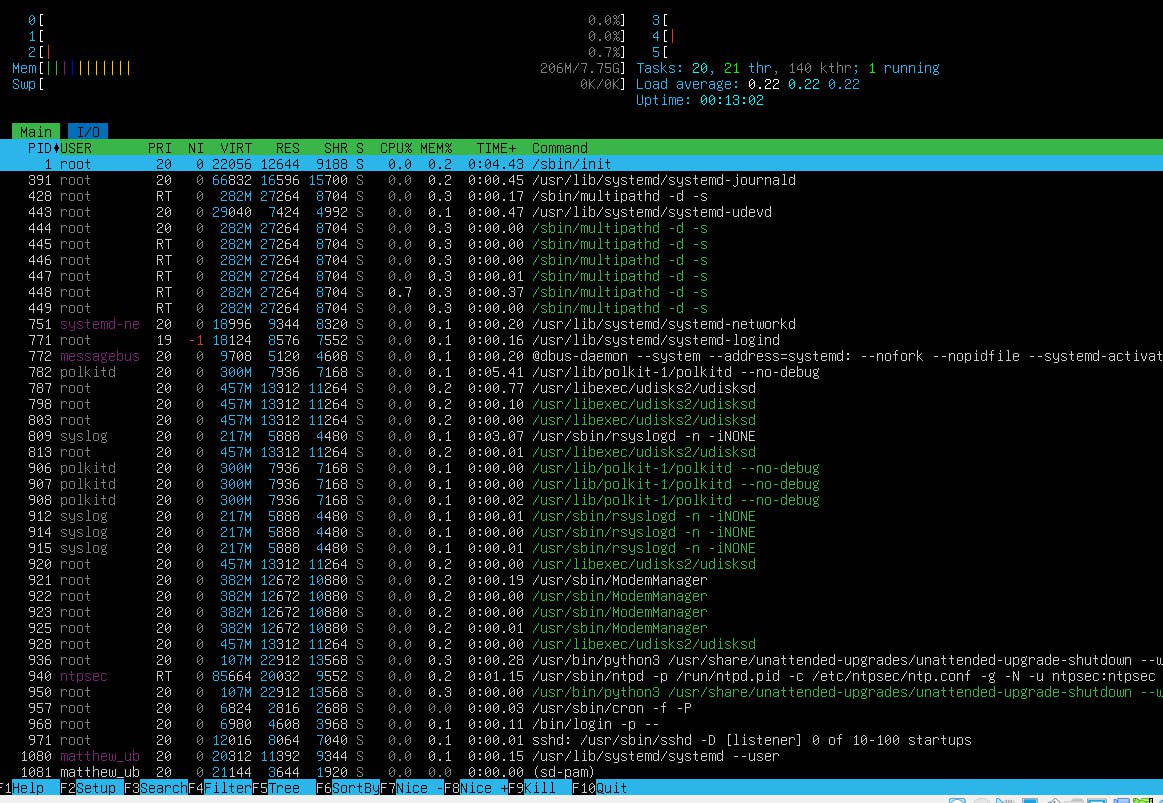 0[ 0.0%] 3[
1[ 0.0%] 4[|
2[| 0.7%] 5[
Mem[||||||||||| 206M/7.75G] Tasks: 20, 21 thr, 140 kthr; 1 running
Swp[ 0K/0K] Load average: 0.22 0.22 0.22
Uptime: 00:13:02
Main I/O
PID♦USER PRI NI VIRT RES SHR S CPU% MEM% TIME+ Command
1 root 20 0 22056 12644 9188 S 0.0 0.2 0:04.43 /sbin/init
391 root 20 0 66832 16596 15700 S 0.0 0.2 0:00.45 /usr/lib/systemd/systemd-journald
428 root RT 0 282M 27264 8704 S 0.0 0.3 0:00.17 /sbin/multipathd -d -s
443 root 20 0 29040 7424 4992 S 0.0 0.1 0:00.47 /usr/lib/systemd/systemd-udevd
444 root 20 0 282M 27264 8704 S 0.0 0.3 0:00.00 /sbin/multipathd -d -s
445 root RT 0 282M 27264 8704 S 0.0 0.3 0:00.00 /sbin/multipathd -d -s
446 root RT 0 282M 27264 8704 S 0.0 0.3 0:00.00 /sbin/multipathd -d -s
447 root RT 0 282M 27264 8704 S 0.0 0.3 0:00.01 /sbin/multipathd -d -s
448 root RT 0 282M 27264 8704 S 0.7 0.3 0:00.37 /sbin/multipathd -d -s
449 root RT 0 282M 27264 8704 S 0.0 0.3 0:00.00 /sbin/multipathd -d -s
751 systemd-ne 20 0 18996 9344 8320 S 0.0 0.1 0:00.20 /usr/lib/systemd/systemd-networkd
771 root 19 -1 18124 8576 7552 S 0.0 0.1 0:00.16 /usr/lib/systemd/systemd-logind
772 messagebus 20 0 9708 5120 4608 S 0.0 0.1 0:00.20 @dbus-daemon --system --address=systemd: --nofork --nopidfile --systemd-activat
782 polkitd 20 0 300M 7936 7168 S 0.0 0.1 0:05.41 /usr/lib/polkit-1/polkitd --no-debug
787 root 20 0 457M 13312 11264 S 0.0 0.2 0:00.77 /usr/libexec/udisks2/udisksd
798 root 20 0 457M 13312 11264 S 0.0 0.2 0:00.10 /usr/libexec/udisks2/udisksd
803 root 20 0 457M 13312 11264 S 0.0 0.2 0:00.00 /usr/libexec/udisks2/udisksd
809 syslog 20 0 217M 5888 4480 S 0.0 0.1 0:03.07 /usr/sbin/rsyslogd -n -iNONE
813 root 20 0 457M 13312 11264 S 0.0 0.2 0:00.01 /usr/libexec/udisks2/udisksd
906 polkitd 20 0 300M 7936 7168 S 0.0 0.1 0:00.00 /usr/lib/polkit-1/polkitd --no-debug
907 polkitd 20 0 300M 7936 7168 S 0.0 0.1 0:00.00 /usr/lib/polkit-1/polkitd --no-debug
908 polkitd 20 0 300M 7936 7168 S 0.0 0.1 0:00.02 /usr/lib/polkit-1/polkitd --no-debug
912 syslog 20 0 217M 5888 4480 S 0.0 0.1 0:00.01 /usr/sbin/rsyslogd -n -iNONE
914 syslog 20 0 217M 5888 4480 S 0.0 0.1 0:00.00 /usr/sbin/rsyslogd -n -iNONE
915 syslog 20 0 217M 5888 4480 S 0.0 0.1 0:00.01 /usr/sbin/rsyslogd -n -iNONE
920 root 20 0 457M 13312 11264 S 0.0 0.2 0:00.00 /usr/libexec/udisks2/udisksd
921 root 20 0 382M 12672 10880 S 0.0 0.2 0:00.19 /usr/sbin/ModemManager
922 root 20 0 382M 12672 10880 S 0.0 0.2 0:00.00 /usr/sbin/ModemManager
923 root 20 0 382M 12672 10880 S 0.0 0.2 0:00.00 /usr/sbin/ModemManager
925 root 20 0 382M 12672 10880 S 0.0 0.2 0:00.01 /usr/sbin/ModemManager
928 root 20 0 457M 13312 11264 S 0.0 0.2 0:00.00 /usr/libexec/udisks2/udisksd
936 root 20 0 107M 22912 13568 S 0.0 0.3 0:00.28 /usr/bin/python3 /usr/share/unattended-upgrades/unattended-upgrade-shutdown --w
940 ntpsec RT 0 85664 20032 9552 S 0.0 0.2 0:01.15 /usr/sbin/ntpd -p /run/ntpd.pid -c /etc/ntpsec/ntp.conf -g -N -u ntpsec:ntpsec
950 root 20 0 107M 22912 13568 S 0.0 0.3 0:00.00 /usr/bin/python3 /usr/share/unattended-upgrades/unattended-upgrade-shutdown --w
957 root 20 0 6824 2816 2688 S 0.0 0.0 0:00.03 /usr/sbin/cron -f -P
968 root 20 0 6980 4608 3968 S 0.0 0.1 0:00.11 /bin/login -p --
971 root 20 0 12016 8064 7040 S 0.0 0.1 0:00.01 sshd: /usr/sbin/sshd -D [listener] 0 of 10-100 startups
1080 matthew_ub 20 0 20312 11392 9344 S 0.0 0.1 0:00.15 /usr/lib/systemd/systemd --user
1081 matthew_ub 20 0 21144 3644 1920 S 0.0 0.0 0:00.00 (sd-pam)
F1Help F2Setup F3SearchF4FilterF5Tree F6SortByF7Nice -F8Nice +F9Kill F10Quit